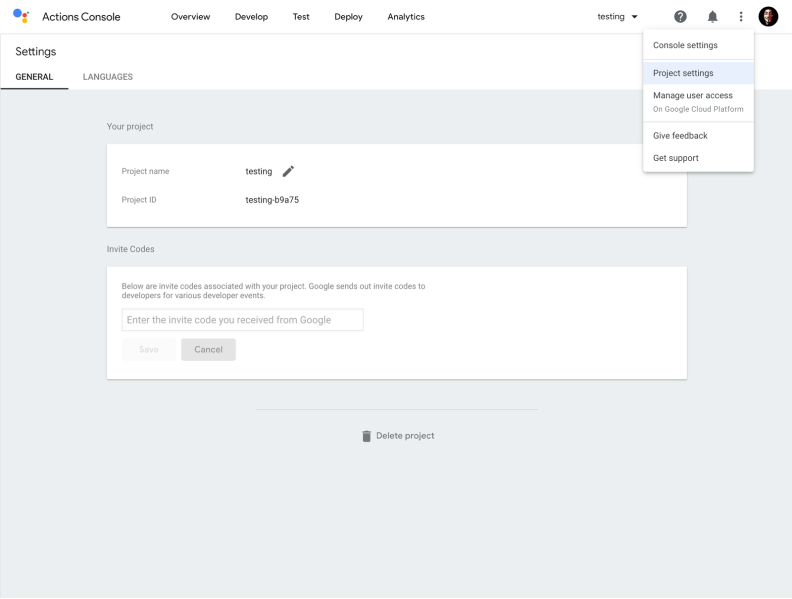 Actions Console
Overview
Develop
Test
Deploy
Analytics
testing
Console settings
Project settings
Manage user access
On Google Cloud Platform
Give feedback
Get support
Settings
GENERAL
LANGUAGES
Your project
Project name
testing
Project ID
testing-b9a75
Invite Codes
Below are invite codes associated with your project. Google sends out invite codes to
developers for various developer events.
Enter the invite code you received from Google
Save
Cancel
Delete project